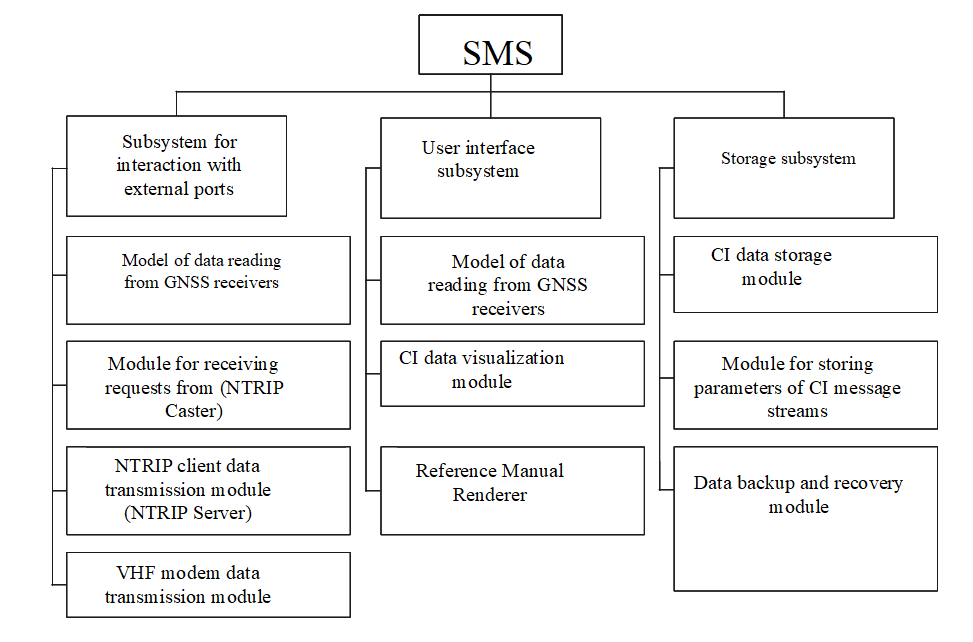 SMS
Subsystem for
interaction with
external ports
Model of data reading
from GNSS receivers
Module for receiving
requests from (NTRIP
Caster)
NTRIP client data
transmission module
(NTRIP Server)
VHF modem data
transmission module
User interface
subsystem
Model of data
reading from GNSS
receivers
CI data visualization
module
Reference Manual
Renderer
Storage subsystem
CI data storage
module
Module for storing
parameters of CI message
streams
Data backup and recovery
module